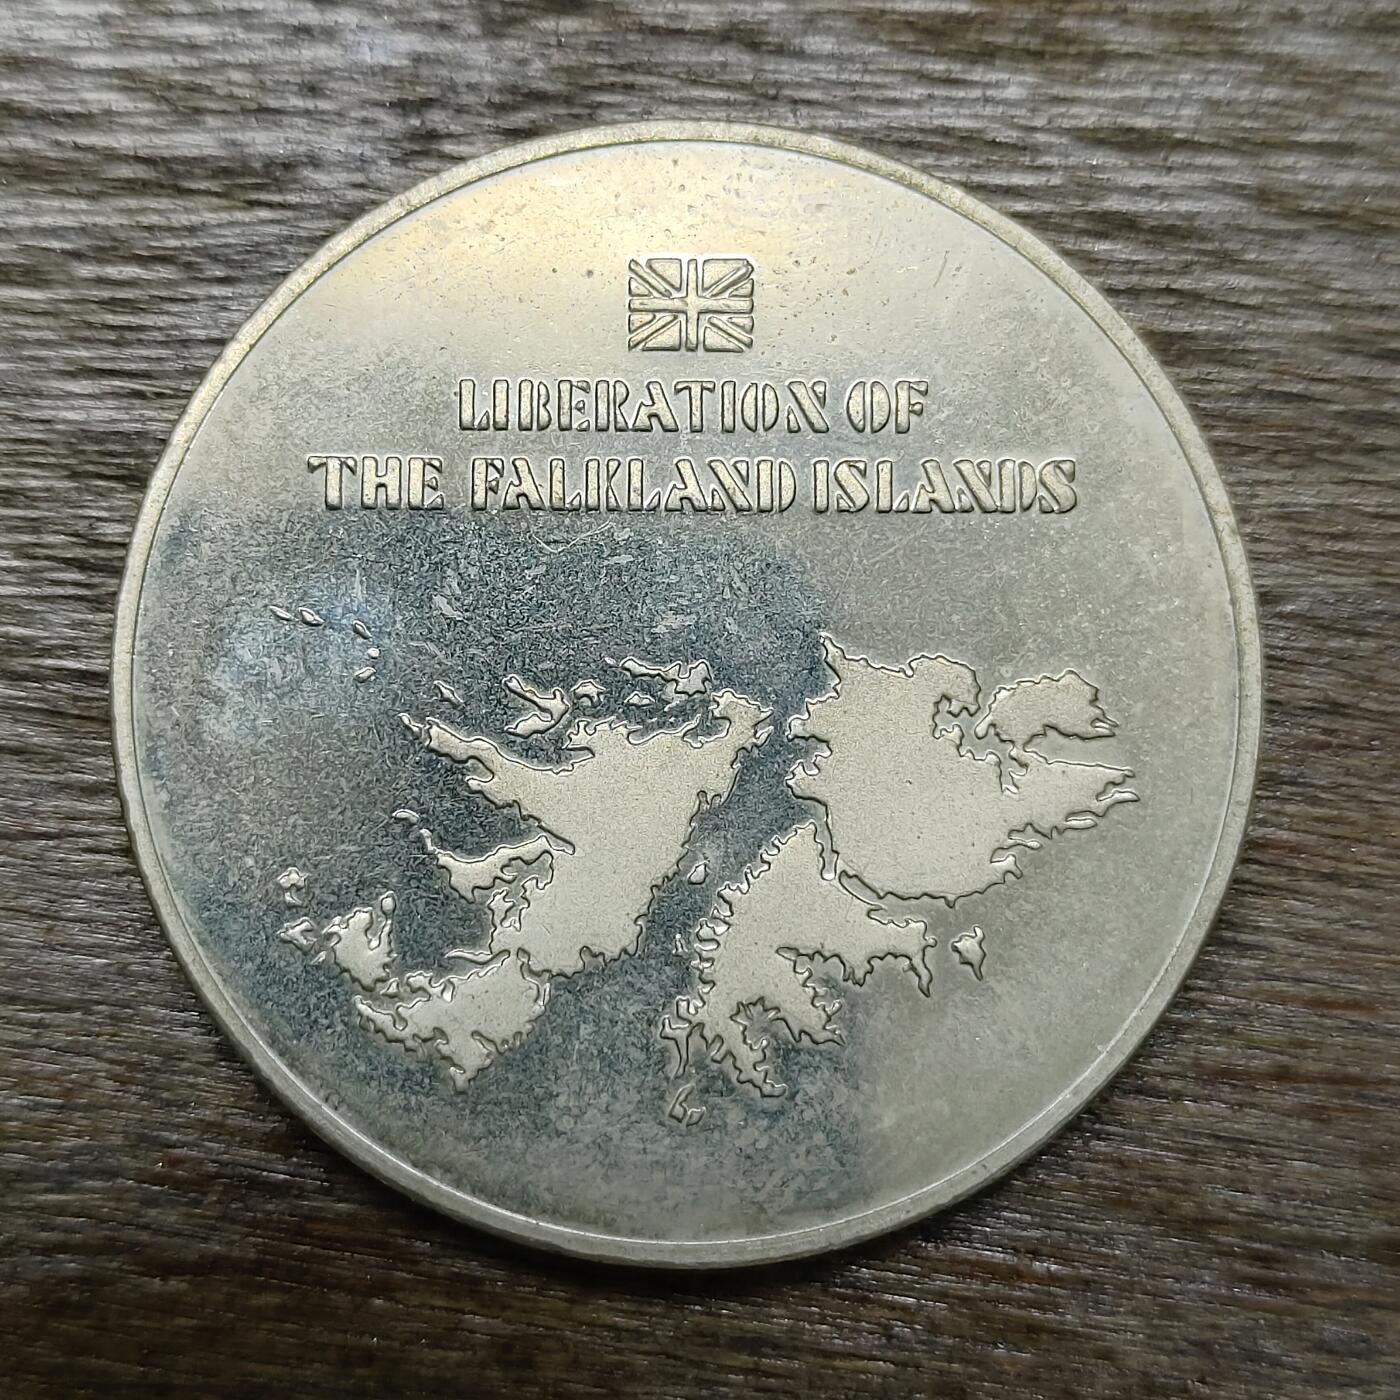 LIBERATION OF
THE FALKLAND ISLANDS